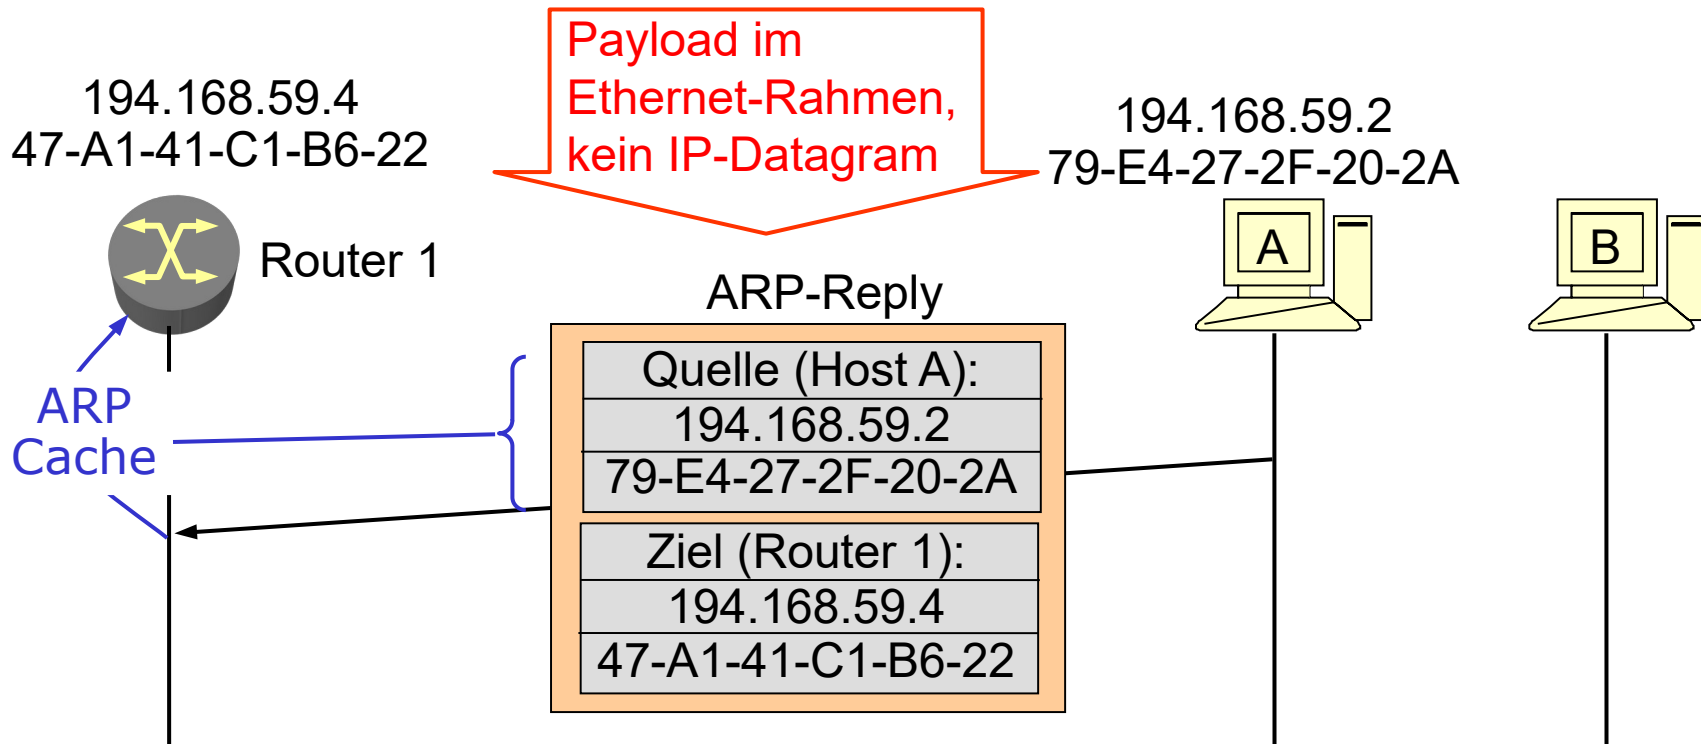 Payload im
Ethernet-Rahmen,
kein IP-Datagram
194.168.59.4
47-A1-41-C1-B6-22
194.168.59.2
79-E4-27-2F-20-2A
Router 1
A
B
ARP-Reply
Quelle (Host A):
194.168.59.2
79-E4-27-2F-20-2A
ARP
Cache
Ziel (Router 1):
194.168.59.4
47-A1-41-C1-B6-22